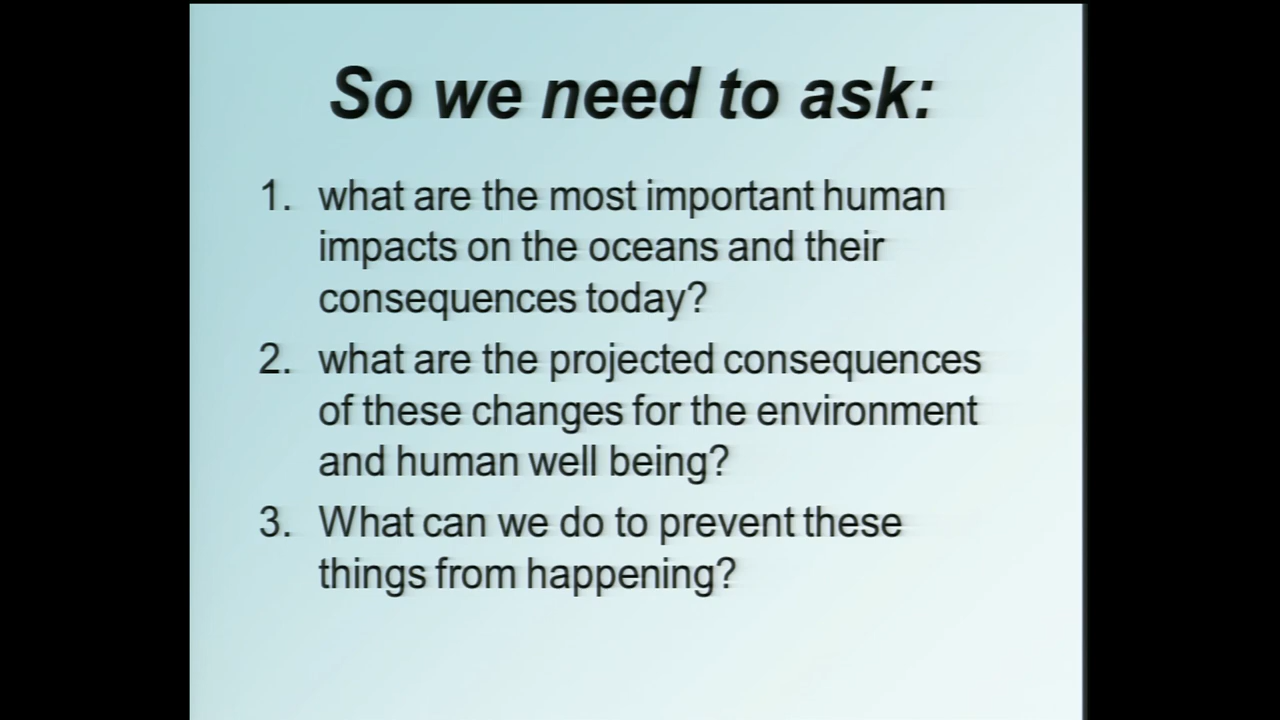 So we need to ask:
1. what are the most important human
impacts on the oceans and their
consequences today?
2. what are the projected consequences
of these changes for the environment
and human well being?
3. What can we do to prevent these
things from happening?